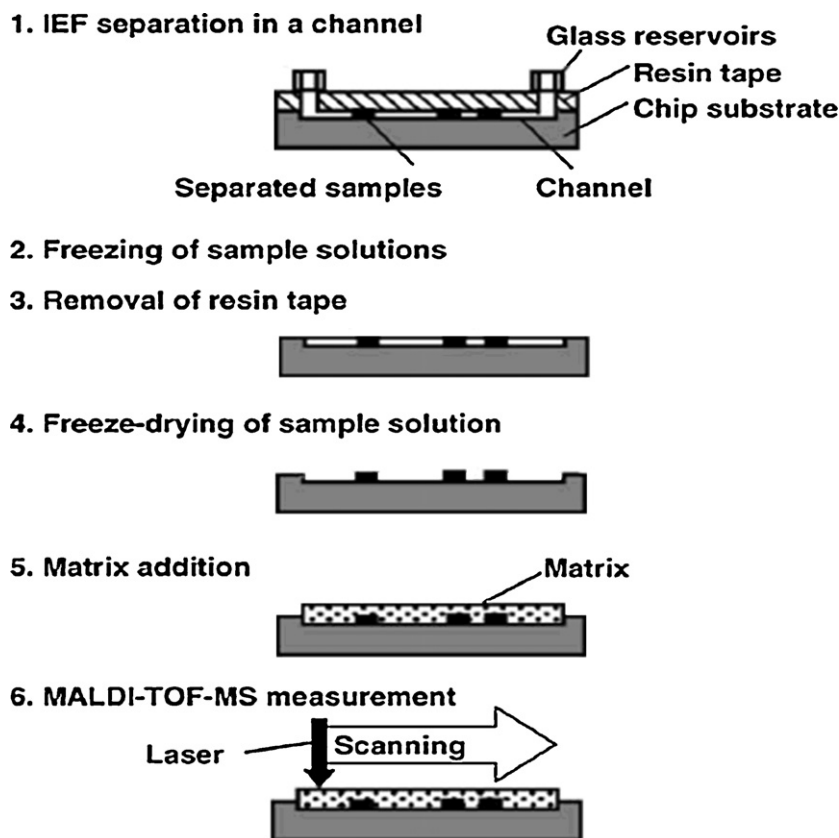 1. IEF separation in a channel
Glass reservoirs
Resin tape
Chip substrate
Separated samples
Channel
2. Freezing of sample solutions
3. Removal of resin tape
4. Freeze-drying of sample solution
5. Matrix addition
Matrix
6. MALDI-TOF-MS measurement
Laser
Scanning